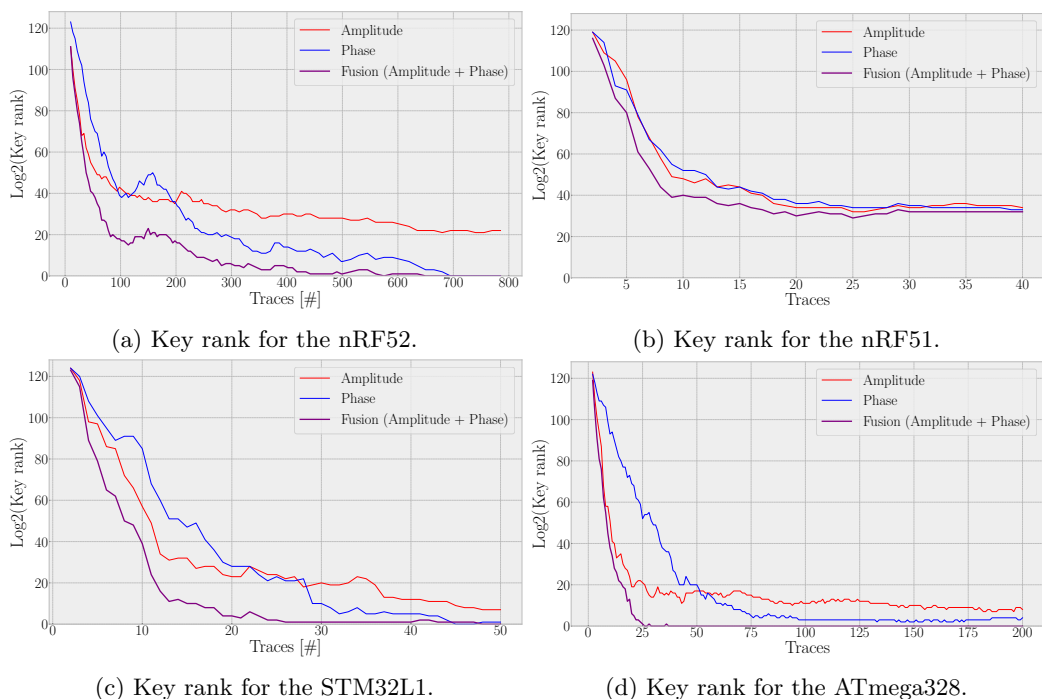 120
100
80
60
40
20
0
Log2(Key rank)
Amplitude
Phase
Fusion (Amplitude + Phase)
0 100 200 300 400 500 600 700 800
Traces [#]
(a) Key rank for the nRF52.
120
100
80
60
40
20
0
Log2(Key rank)
Amplitude
Phase
Fusion (Amplitude + Phase)
5 10 15 20 25 30 35 40
Traces
(b) Key rank for the nRF51.
120
100
80
60
40
20
0
Log2(Key rank)
Amplitude
Phase
Fusion (Amplitude + Phase)
0 10 20 30 40 50
Traces [#]
(c) Key rank for the STM32L1.
120
100
80
60
40
20
0
Log2(Key rank)
Amplitude
Phase
Fusion (Amplitude + Phase)
0 25 50 75 100 125 150 175 200
Traces
(d) Key rank for the ATmega328.